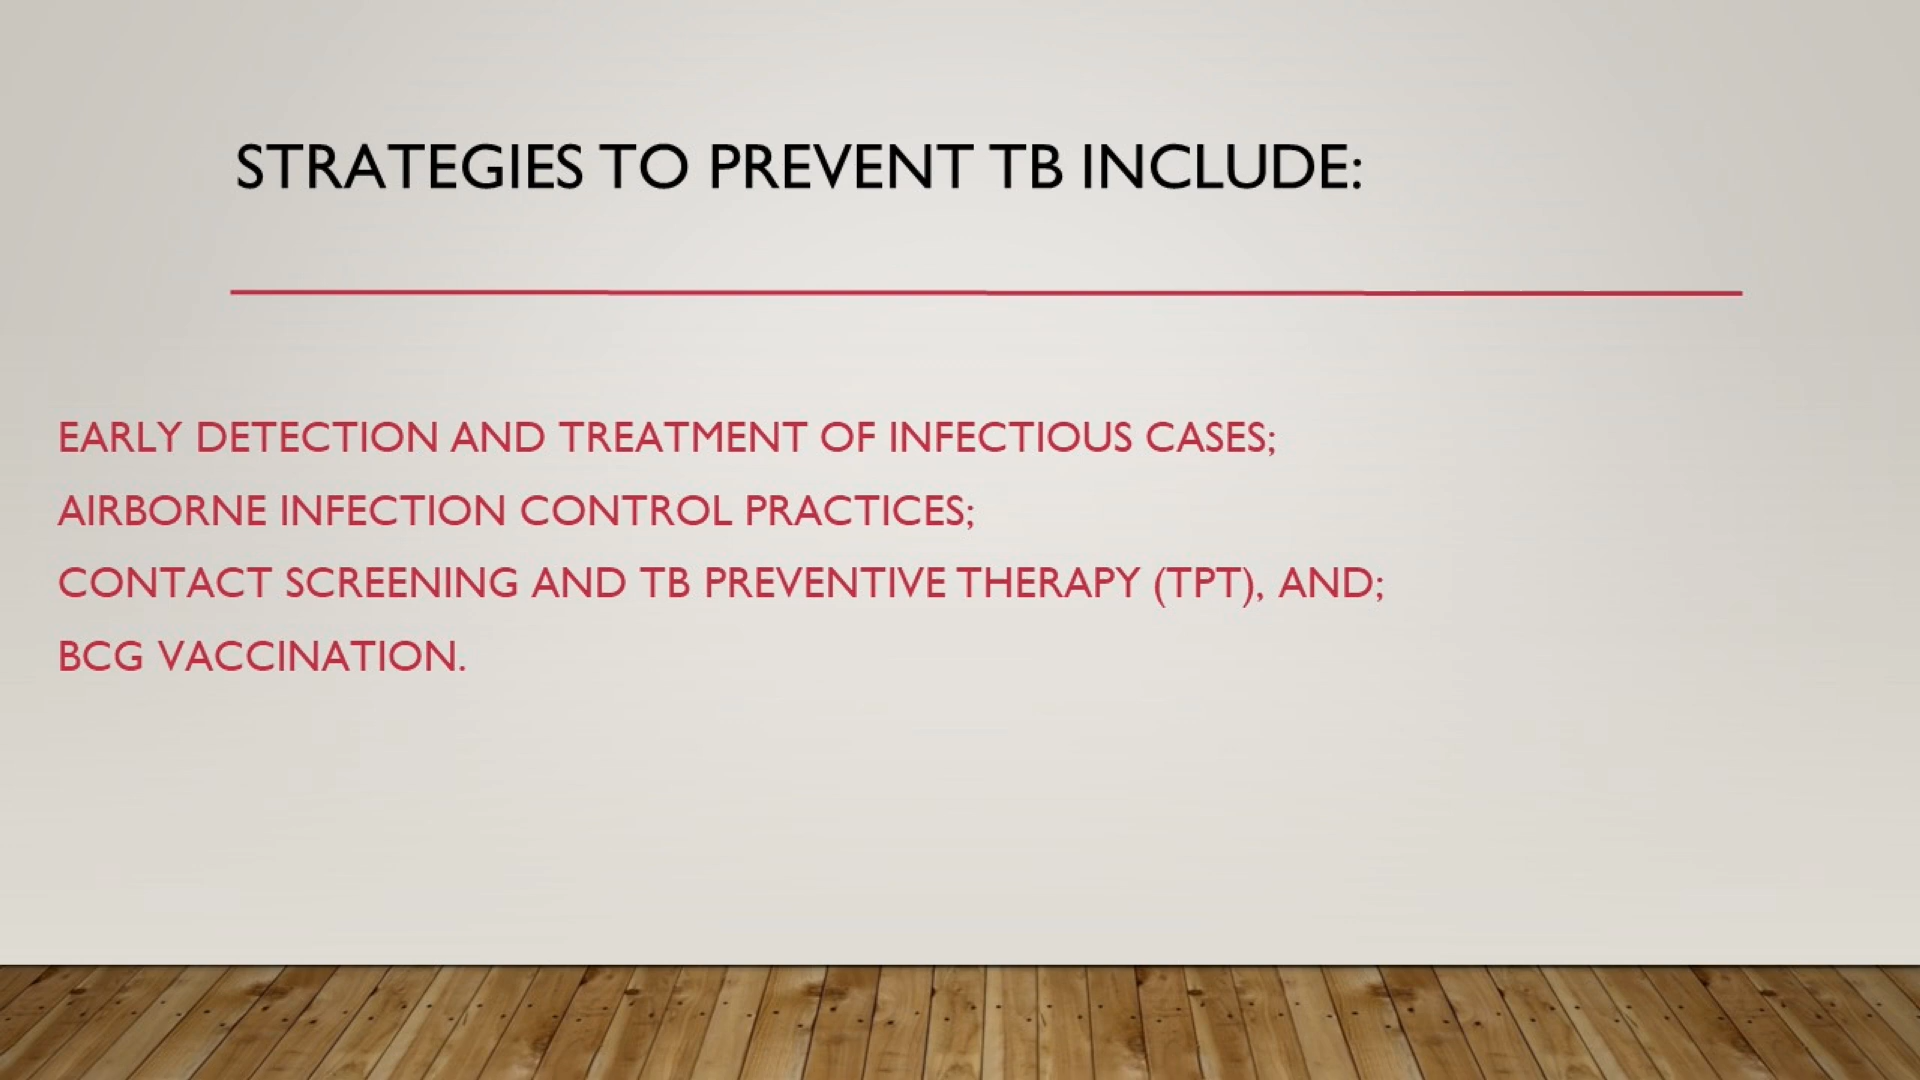 STRATEGIES TO PREVENT TB INCLUDE:
EARLY DETECTION AND TREATMENT OF INFECTIOUS CASES;
AIRBORNE INFECTION CONTROL PRACTICES;
CONTACT SCREENING AND TB PREVENTIVE THERAPY (TPT), AND;
BCG VACCINATION.